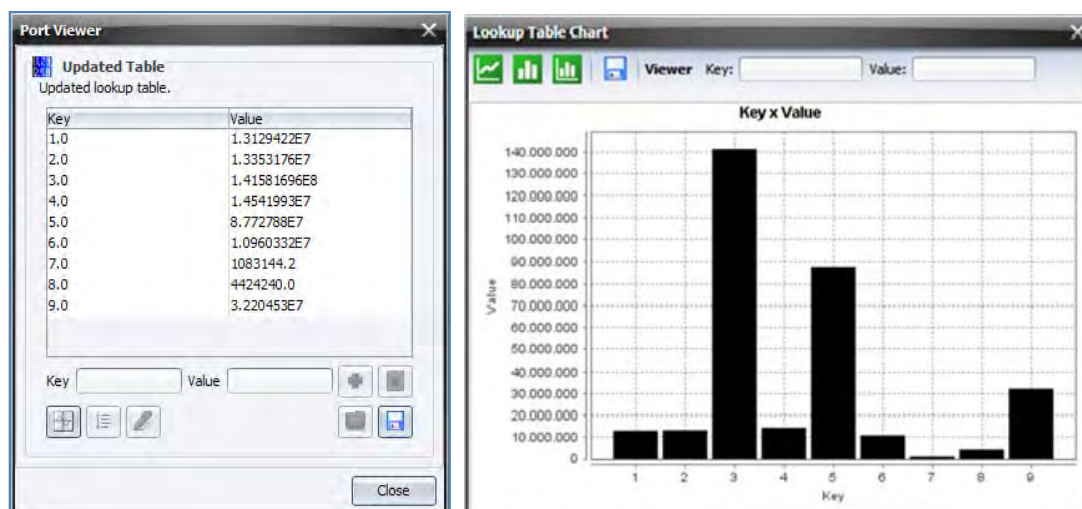 Port Viewer
Updated Table
Updated lookup table.
Key Value
1.0 1.3129422E7
2.0 1.3353176E7
3.0 1.41581696E8
4.0 1.4541993E7
5.0 8.772788E7
6.0 1.0960332E7
7.0 1083144.2
8.0 4424240.0
9.0 3.220453E7
Key Value
Close
Lookup Table Chart
Viewer Key: Value:
Key x Value
140.000.000
130.000.000
120.000.000
110.000.000
100.000.000
90.000.000
80.000.000
70.000.000
60.000.000
50.000.000
40.000.000
30.000.000
20.000.000
10.000.000
0
Value
1 2 3 4 5 6 7 8 9
Key